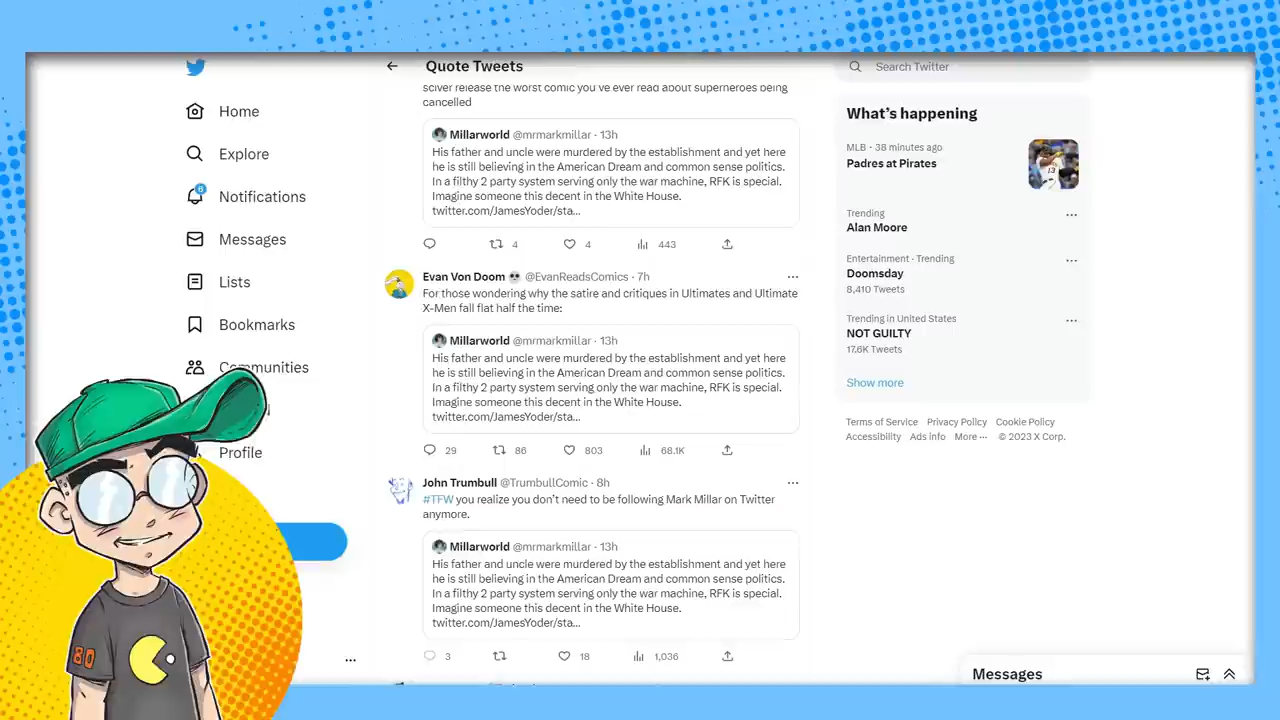 Home
Explore
6
Notifications
Messages
Lists
Bookmarks
Communities
Profile
Quote Tweets
sciver release the worst comic you've ever read about superheroes being
cancelled
Millarworld @mrmarkmillar · 13h
His father and uncle were murdered by the establishment and yet here
he is still believing in the American Dream and common sense politics.
In a filthy 2 party system serving only the war machine, RFK is special.
Imagine someone this decent in the White House.
twitter.com/JamesYoder/sta...
4 4 443
Evan Von Doom 💀 @EvanReadsComics · 7h
For those wondering why the satire and critiques in Ultimates and Ultimate
X-Men fall flat half the time:
Millarworld @mrmarkmillar · 13h
His father and uncle were murdered by the establishment and yet here
he is still believing in the American Dream and common sense politics.
In a filthy 2 party system serving only the war machine, RFK is special.
Imagine someone this decent in the White House.
twitter.com/JamesYoder/sta...
29 86 803 68.1K
John Trumbull @TrumbullComic · 8h
#TFW you realize you don't need to be following Mark Millar on Twitter
anymore.
Millarworld @mrmarkmillar · 13h
His father and uncle were murdered by the establishment and yet here
he is still believing in the American Dream and common sense politics.
In a filthy 2 party system serving only the war machine, RFK is special.
Imagine someone this decent in the White House.
twitter.com/JamesYoder/sta...
3 18 1,036
Search Twitter
What's happening
MLB · 38 minutes ago
Padres at Pirates
Trending
Alan Moore
Entertainment · Trending
Doomsday
8,410 Tweets
Trending in United States
NOT GUILTY
17.6K Tweets
Show more
Terms of Service Privacy Policy Cookie Policy
Accessibility Ads info More ··· © 2023 X Corp.
Messages
80